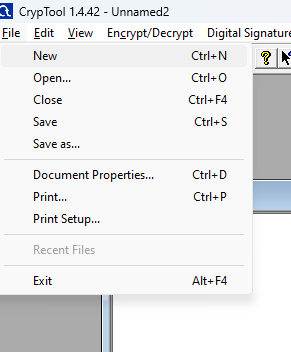 CrypTool 1.4.42 - Unnamed2
File Edit View Encrypt/Decrypt Digital Signature
New Ctrl+N
Open... Ctrl+O
Close Ctrl+F4
Save Ctrl+S
Save as...
Document Properties... Ctrl+D
Print... Ctrl+P
Print Setup...
Recent Files
Exit Alt+F4